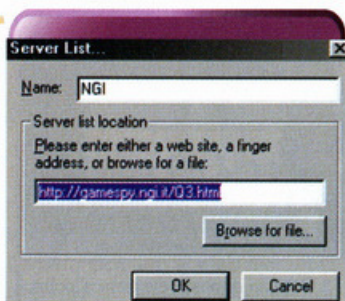 Server List...
Name: NGI
Server list location
Please enter either a web site, a finger
address, or browse for a file:
http://gamespy.ngi.it/Q3.htm
Browse for file...
OK Cancel